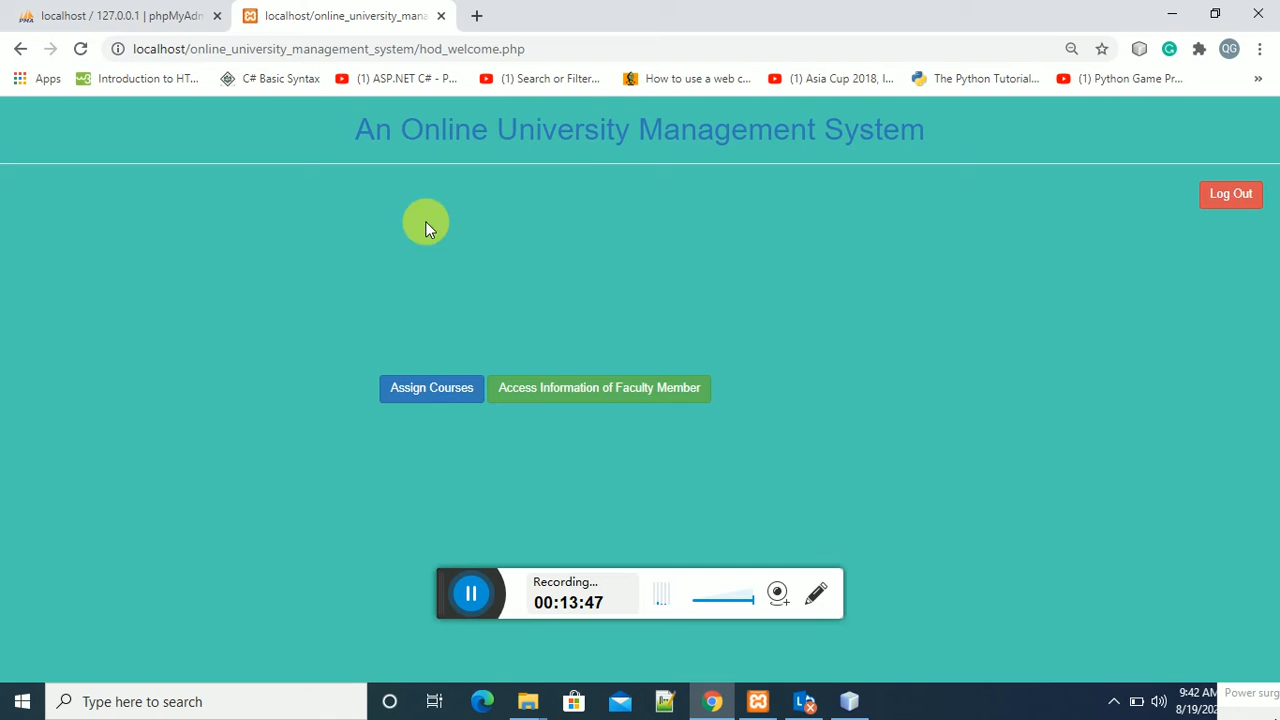 localhost / 127.0.0.1 | phpMyAdm
localhost/online_university_mana
localhost/online_university_management_system/hod_welcome.php
QG
Apps
Introduction to HT...
C# Basic Syntax
(1) ASP.NET C# - P...
(1) Search or Filter...
How to use a web c...
(1) Asia Cup 2018, I...
The Python Tutorial...
(1) Python Game Pr...
»
An Online University Management System
Log Out
Assign Courses
Access Information of Faculty Member
Recording...
00:13:47
Type here to search
9:42 AM
8/19/202
Power surg